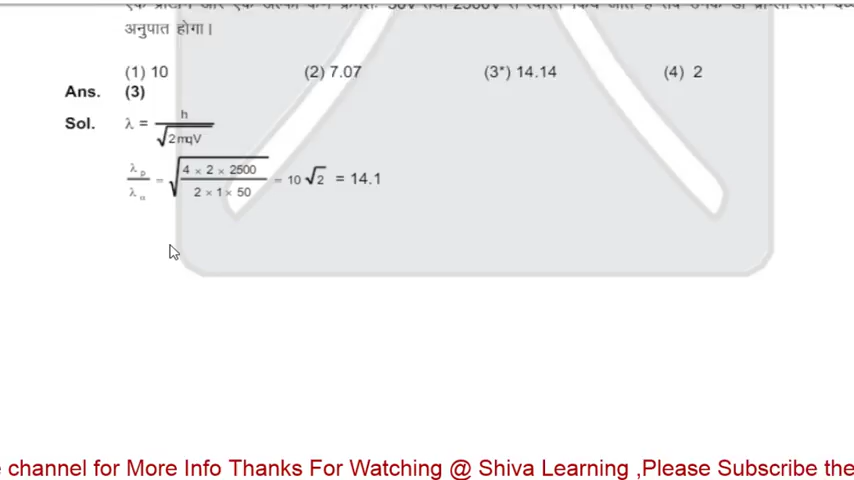 अनुपात होगा।
(1) 10 (2) 7.07 (3*) 14.14 (4) 2
Ans. (3)
Sol. λ = h / √2mqV
λp / λα = √(4 × 2 × 2500 / 2 × 1 × 50) = 10 √2 = 14.1
channel for More Info Thanks For Watching @ Shiva Learning ,Please Subscribe the